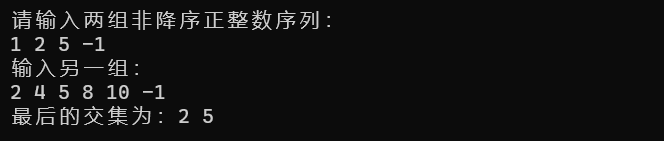 请输入两组非降序正整数序列：
1 2 5 -1
输入另一组：
2 4 5 8 10 -1
最后的交集为：2 5